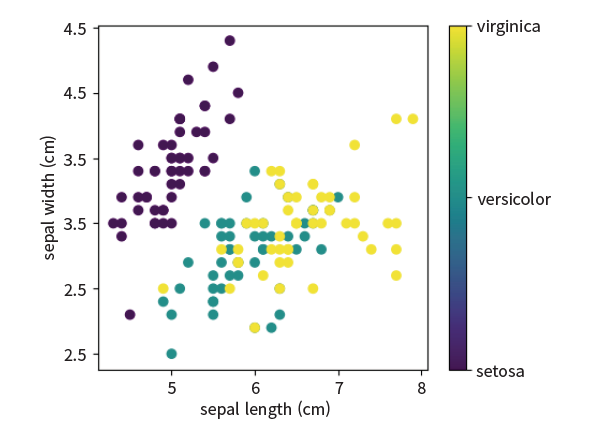 4.5
4.5
3.5
3.5
2.5
2.5
5
6
7
8
sepal width (cm)
sepal length (cm)
virginica
versicolor
setosa